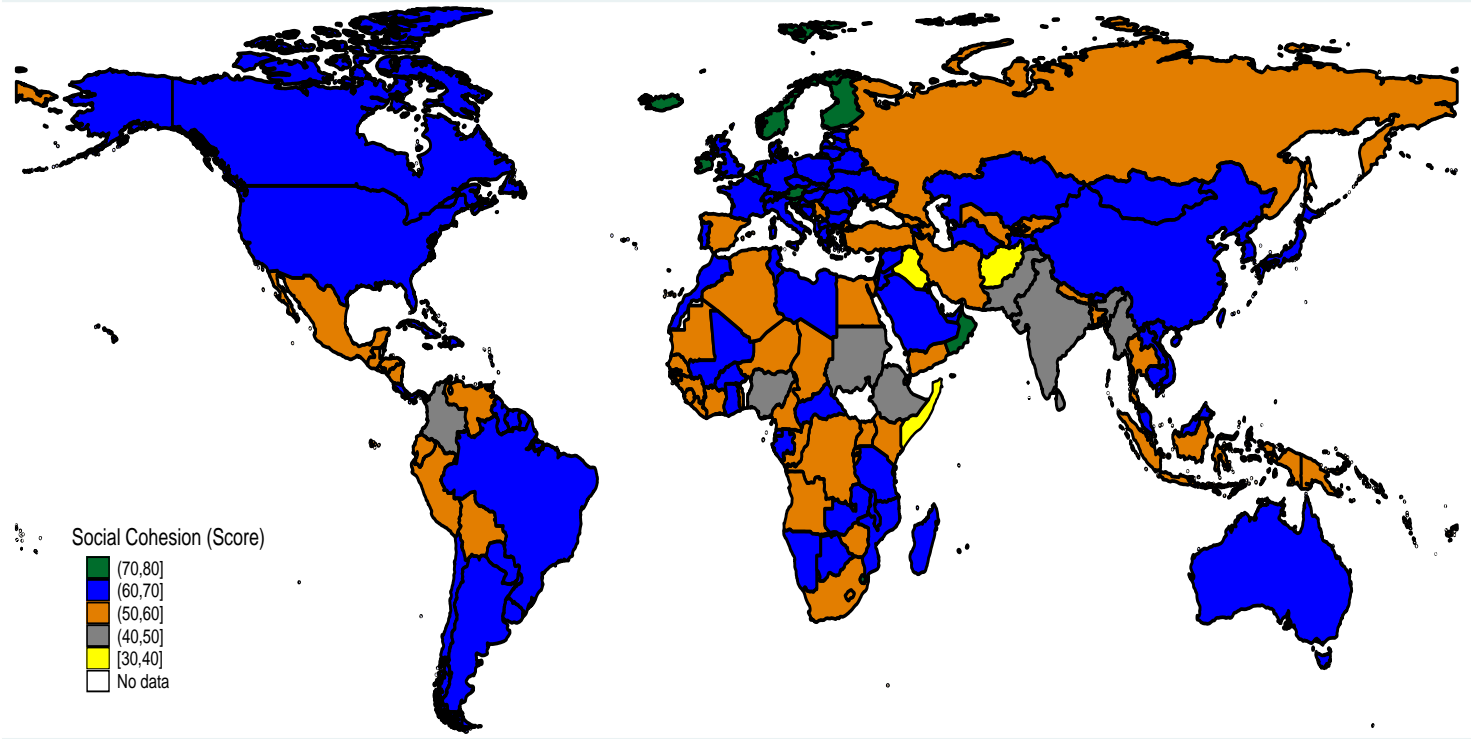 Social Cohesion (Score)
(70,80]
(60,70]
(50,60]
(40,50]
[30,40]
No data